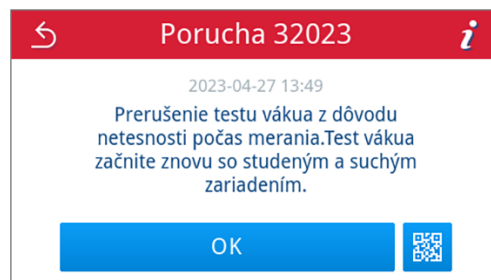 Porucha 32023
i
2023-04-27 13:49
Prerušenie testu vákua z dôvodu
netesnosti počas merania.Test vákua
začnite znovu so studeným a suchým
zariadením.
OK